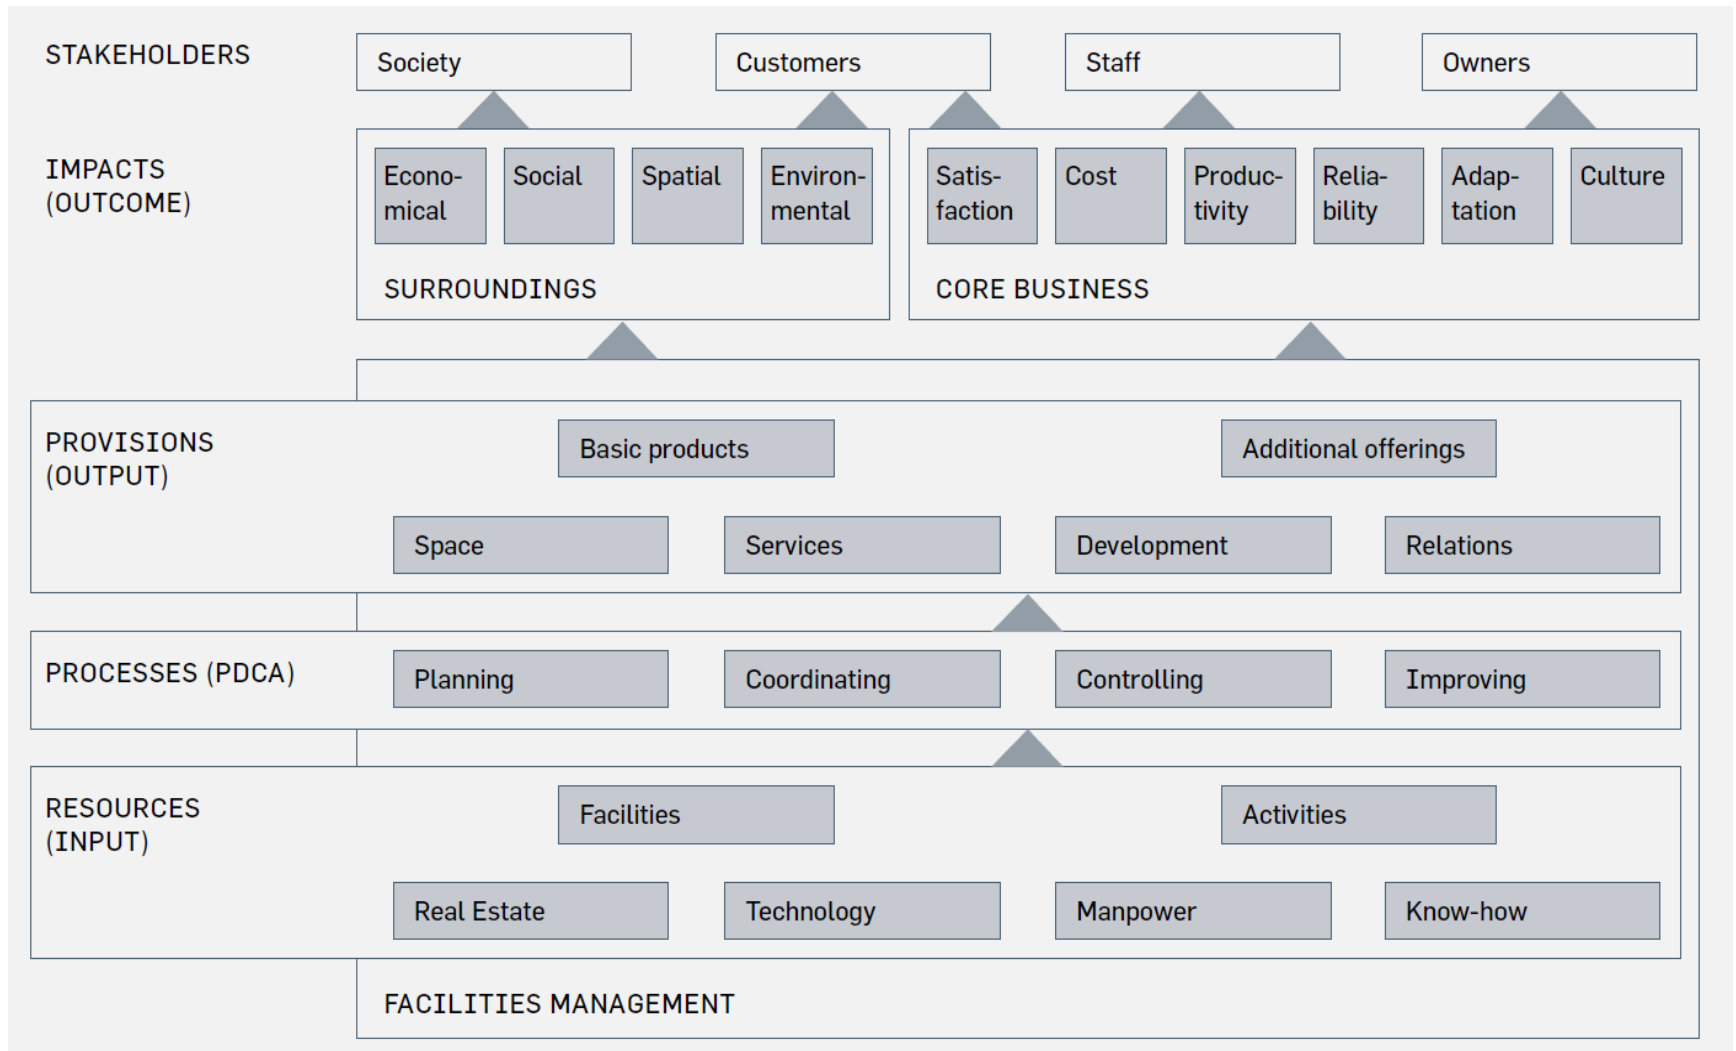 STAKEHOLDERS
Society
Customers
Staff
Owners
IMPACTS
(OUTCOME)
Econo-
mical
Social
Spatial
Environ-
mental
SURROUNDINGS
Satis-
faction
Cost
Produc-
tivity
Relia-
bility
Adap-
tation
Culture
CORE BUSINESS
PROVISIONS
(OUTPUT)
Basic products
Additional offerings
Space
Services
Development
Relations
PROCESSES (PDCA)
Planning
Coordinating
Controlling
Improving
RESOURCES
(INPUT)
Facilities
Activities
Real Estate
Technology
Manpower
Know-how
FACILITIES MANAGEMENT